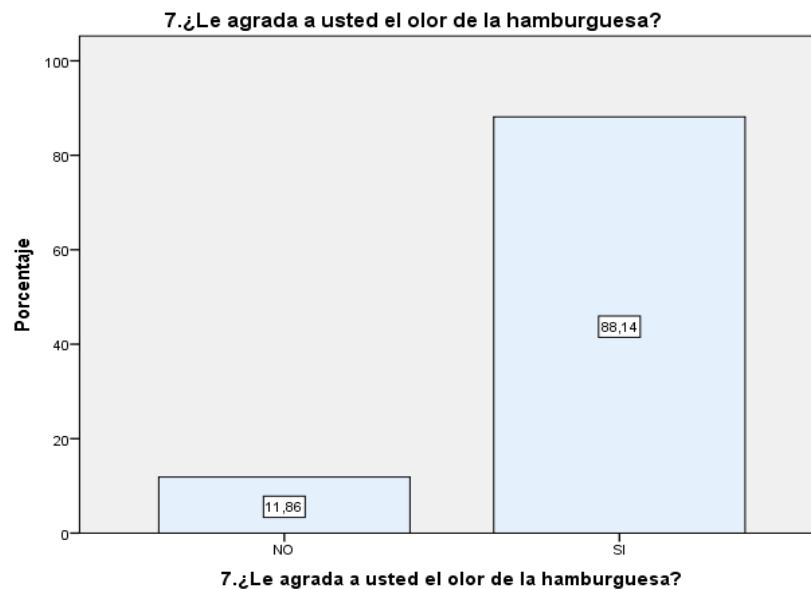 7.¿Le agrada a usted el olor de la hamburguesa?
100
80
60
40
20
0
Porcentaje
11,86
88,14
NO
SI
7.¿Le agrada a usted el olor de la hamburguesa?